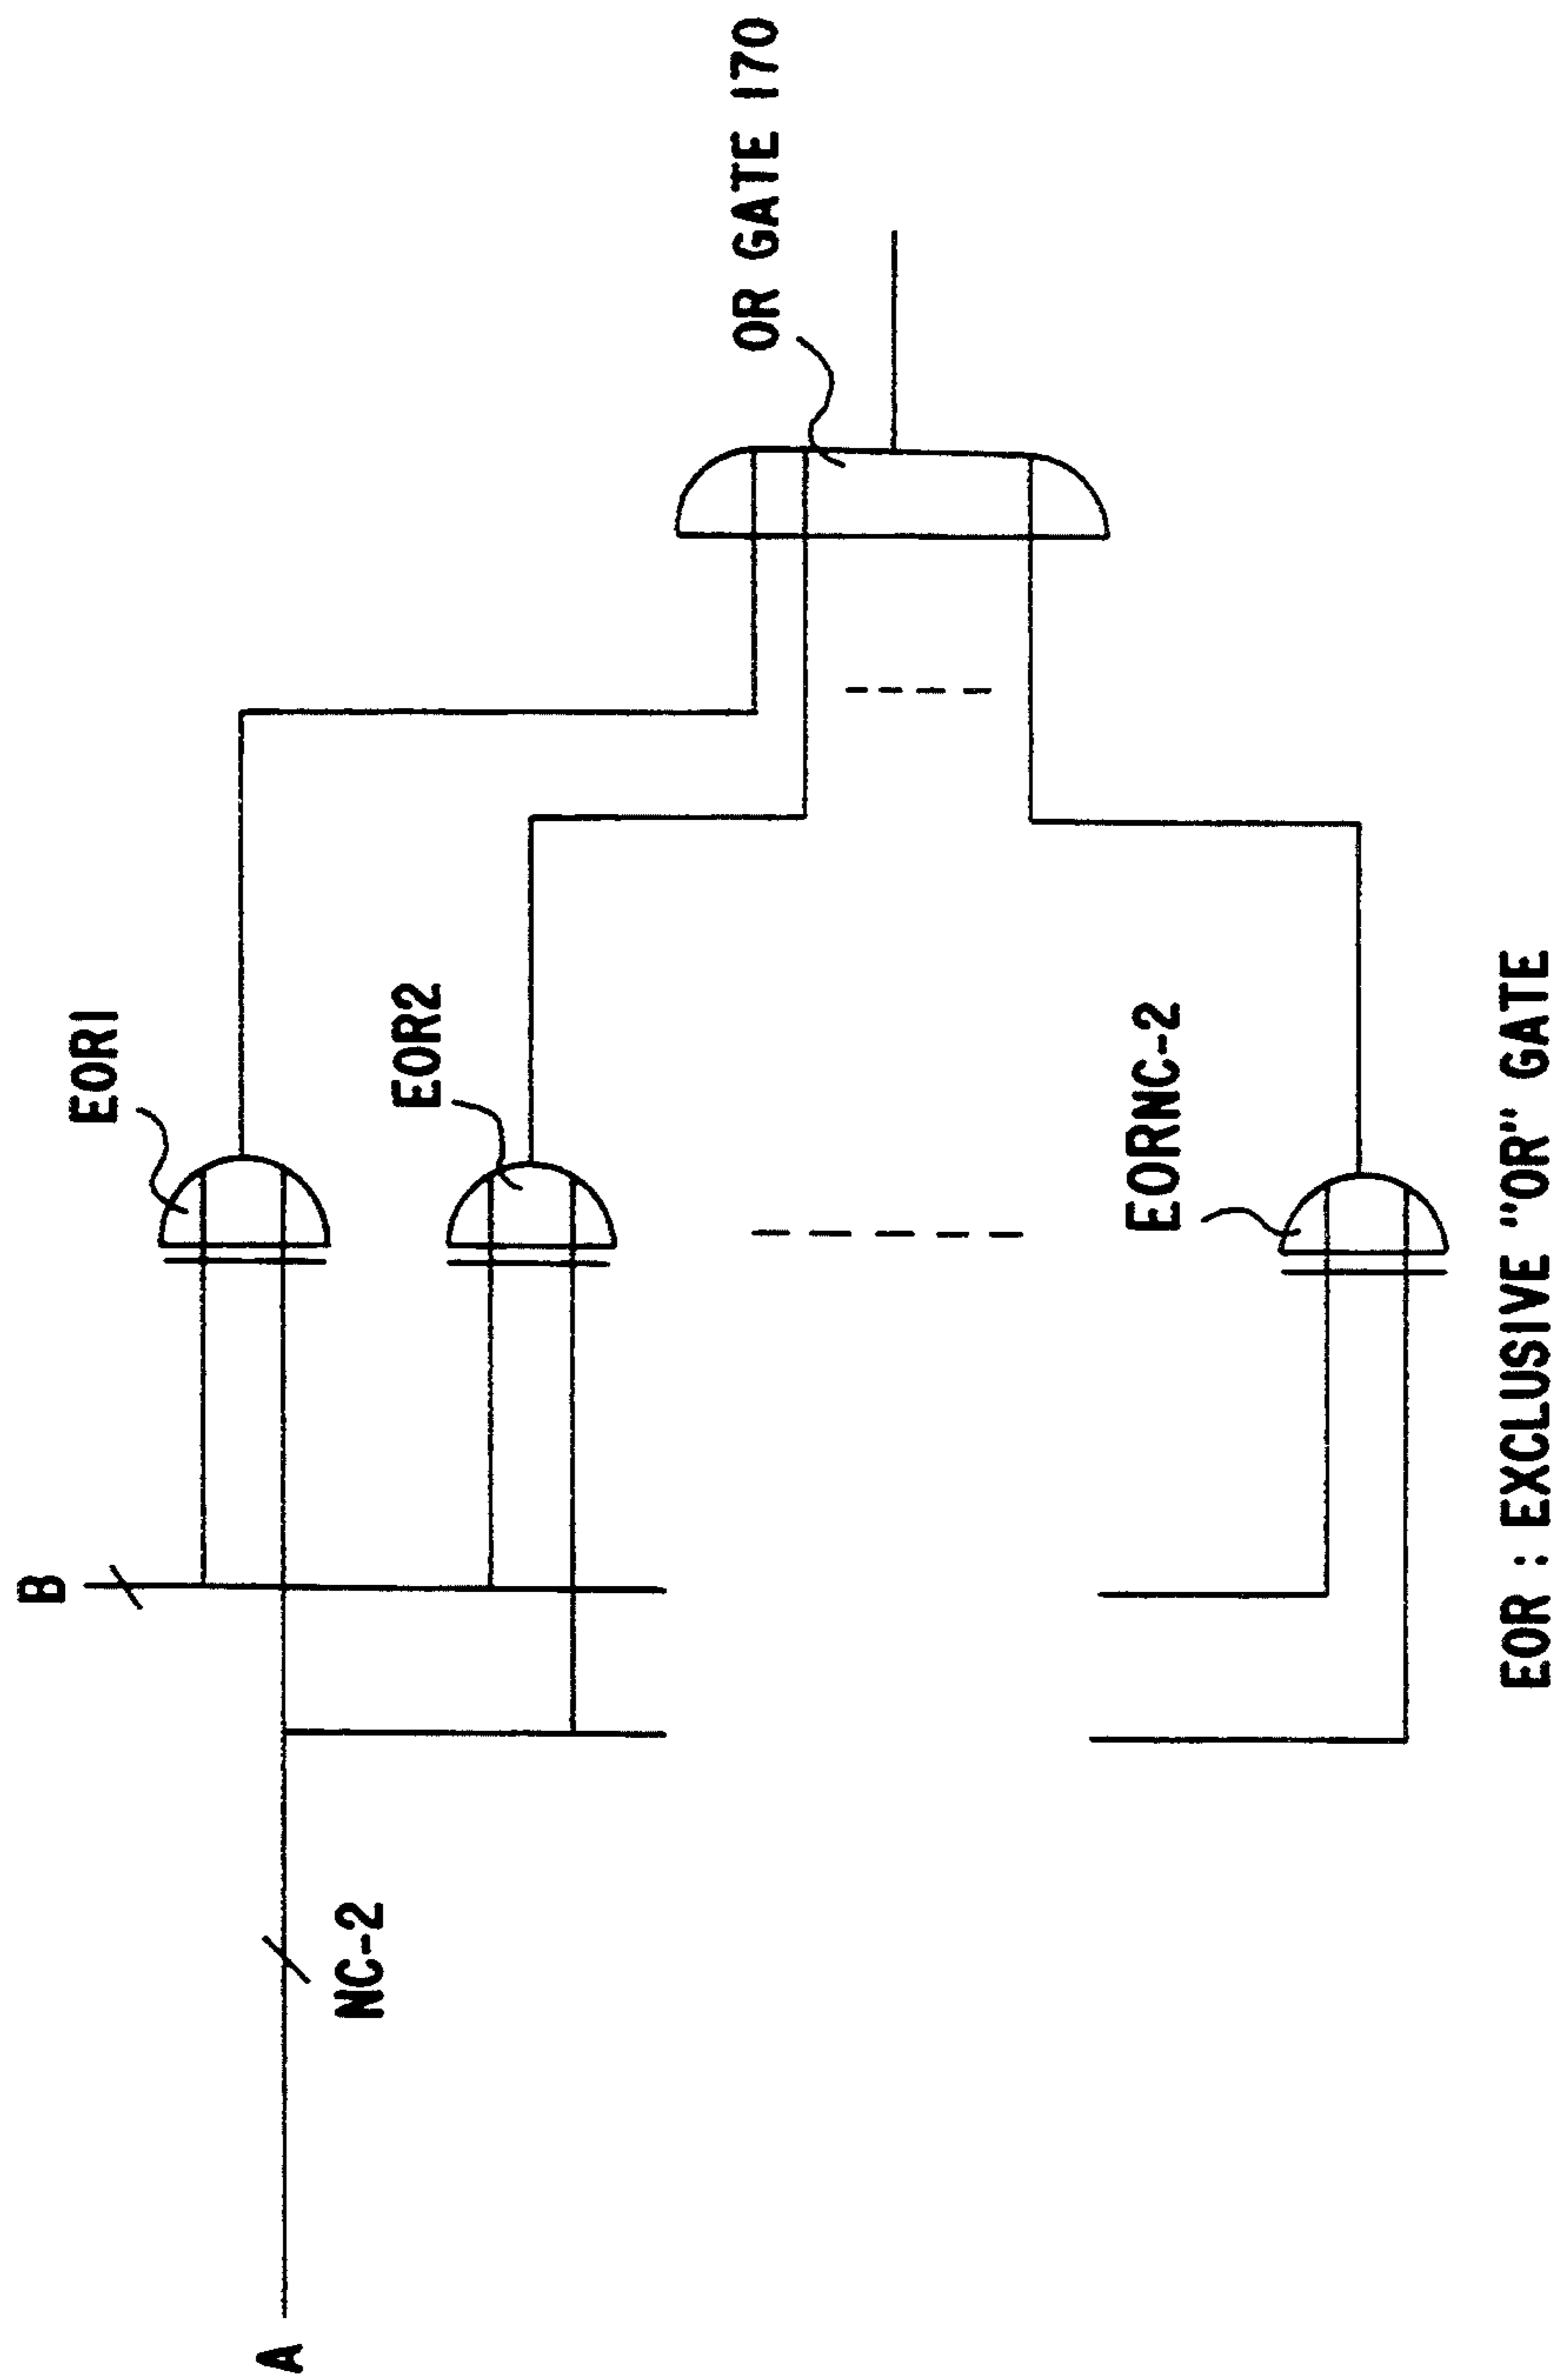 A
NC-2
B
EOR1
EOR2
EORNC-2
OR GATE 170
EOR : EXCLUSIVE "OR" GATE